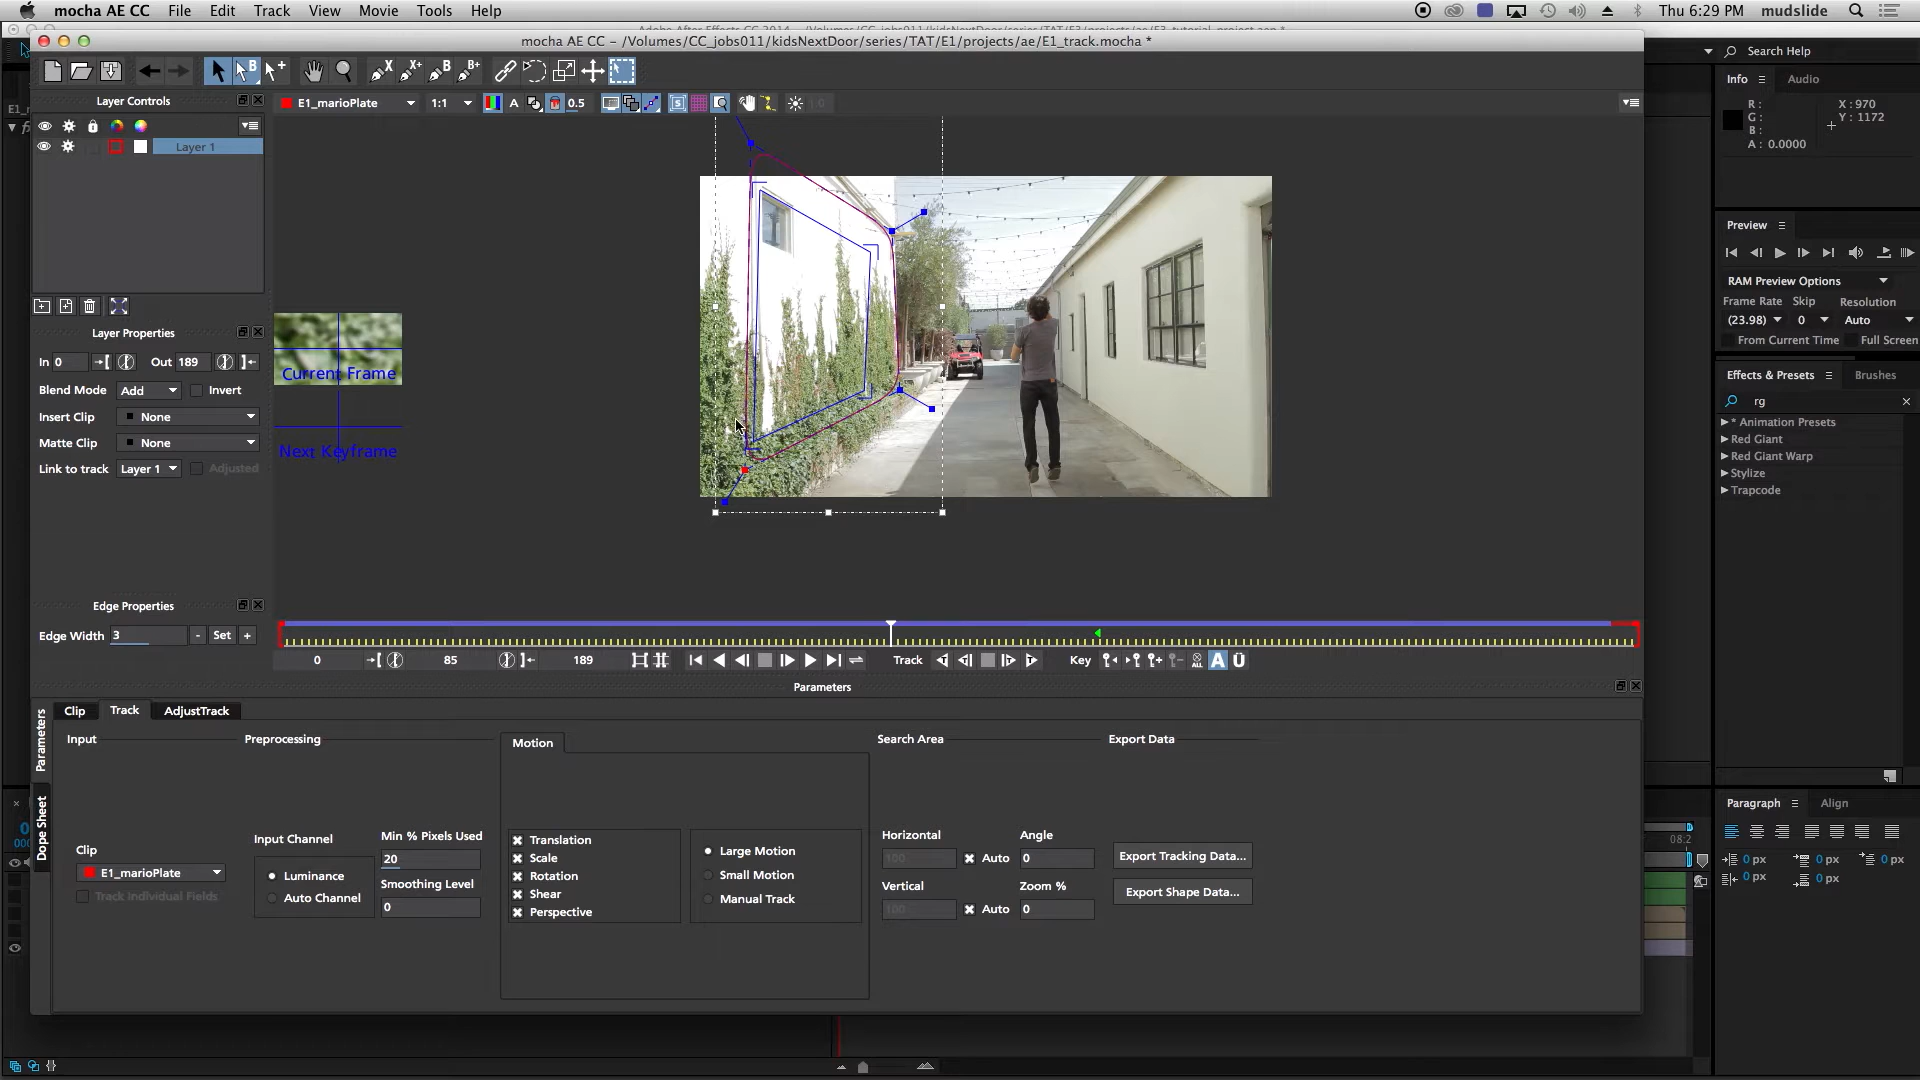 mocha AE CC File Edit Track View Movie Tools Help Thu 6:29 PM mudslide
mocha AE CC – /Volumes/CC_jobs011/kidsNextDoor/series/TAT/E1/projects/ae/E1_track.mocha *
Search Help
Layer Controls
E1_marioPlate 1:1 A 0.5 1.0
Info Audio
R: X: 970
G: Y: 1172
B:
A: 0.0000
Layer 1
Preview
RAM Preview Options
Frame Rate Skip Resolution
(23.98) 0 Auto
From Current Time Full Screen
Layer Properties
In 0 Out 189
Blend Mode Add Invert
Insert Clip None
Matte Clip None
Link to track Layer 1 Adjusted
Current Frame
Next Keyframe
Effects & Presets Brushes
rg
* Animation Presets
Red Giant
Red Giant Warp
Stylize
Trapcode
Edge Properties
Edge Width 3 - Set +
0 85 189 Track Key A Ü
Parameters
Clip Track AdjustTrack
Parameters
Dope Sheet
Input Preprocessing Motion Search Area Export Data
Clip
E1_marioPlate
Track Individual Fields
Input Channel
Luminance
Auto Channel
Min % Pixels Used
20
Smoothing Level
0
Translation
Scale
Rotation
Shear
Perspective
Large Motion
Small Motion
Manual Track
Horizontal Angle
100 Auto 0
Vertical Zoom %
100 Auto 0
Export Tracking Data...
Export Shape Data...
Paragraph Align
0 px 0 px 0 px
0 px 0 px
08:2